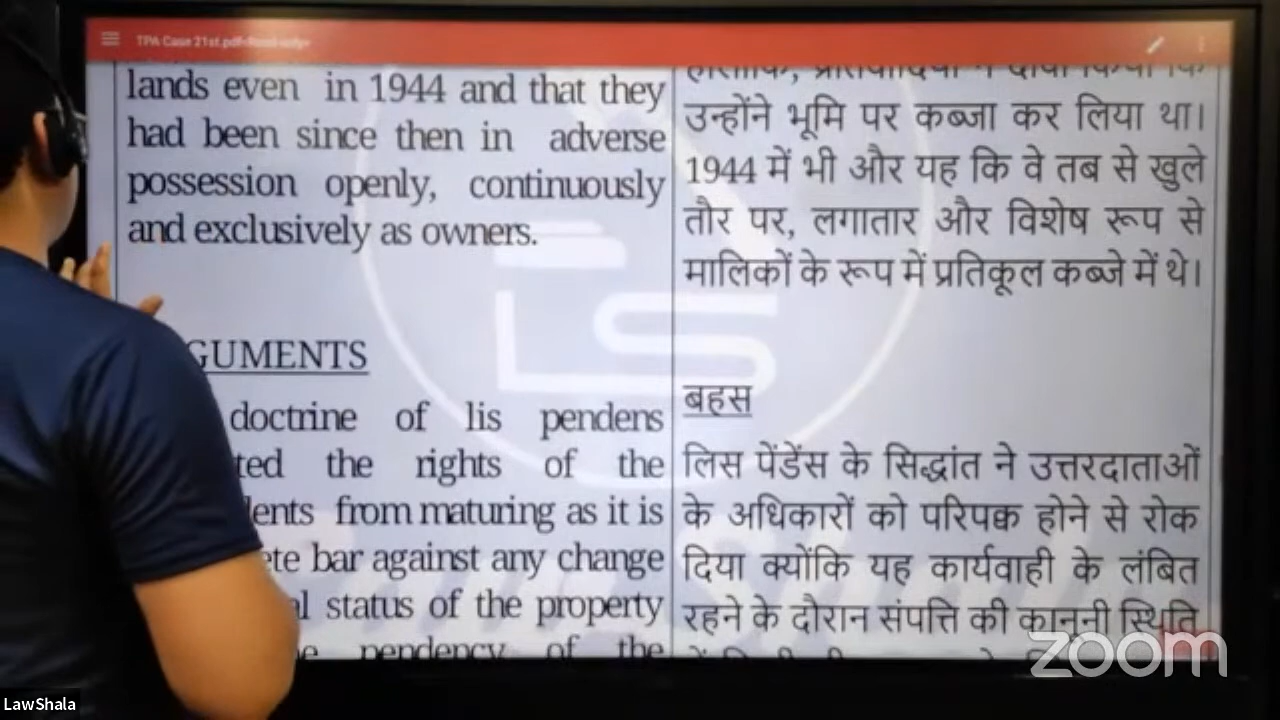 TPA Case 21st.pdf
lands even in 1944 and that they
had been since then in adverse
possession openly, continuously
and exclusively as owners.
GUMENTS
doctrine of lis pendens
ted the rights of the
lents from maturing as it is
ete bar against any change
l status of the property
e pendency of the
उन्होंने भूमि पर कब्जा कर लिया था।
1944 में भी और यह कि वे तब से खुले
तौर पर, लगातार और विशेष रूप से
मालिकों के रूप में प्रतिकूल कब्जे में थे।
बहस
लिस पेंडेंस के सिद्धांत ने उत्तरदाताओं
के अधिकारों को परिपक्व होने से रोक
दिया क्योंकि यह कार्यवाही के लंबित
रहने के दौरान संपत्ति की कानूनी स्थिति
LS
zoom
LawShala